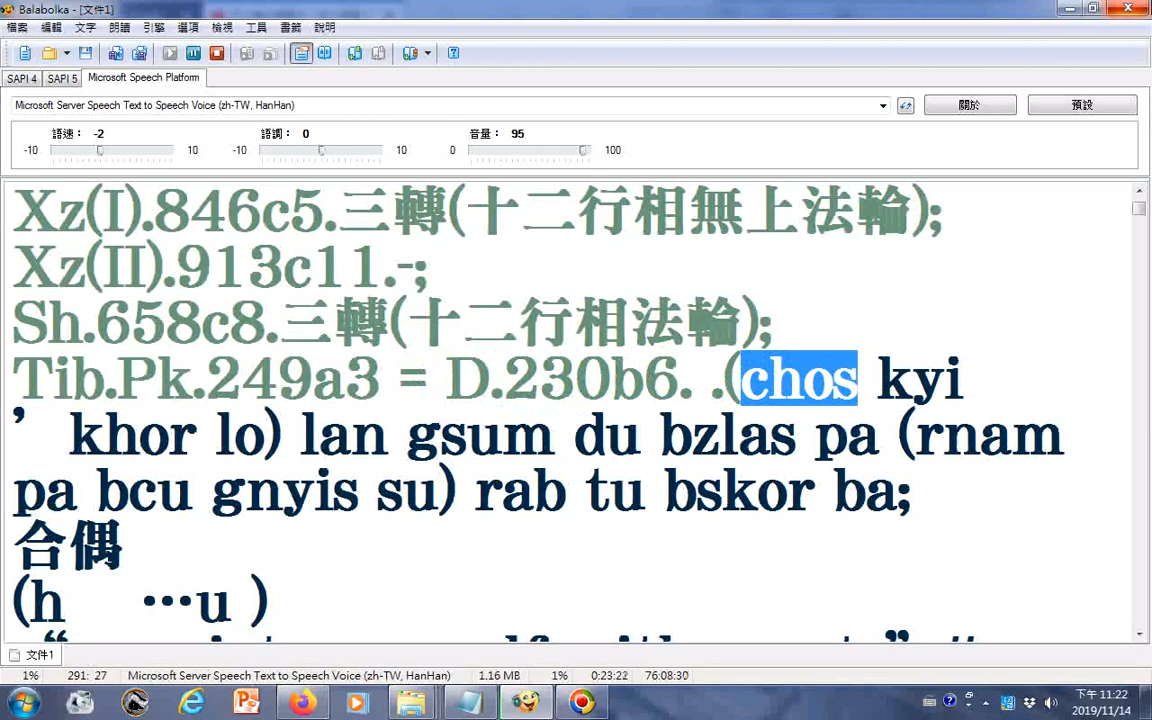 Balabolka - [文件1]
檔案 編輯 文字 朗讀 引擎 選項 檢視 工具 書籤 說明
SAPI 4 SAPI 5 Microsoft Speech Platform
Microsoft Server Speech Text to Speech Voice (zh-TW, HanHan) 關於 預設
語速： -2 語調： 0 音量： 95
-10 10 -10 10 0 100
Xz(I).846c5.三轉(十二行相無上法輪);
Xz(II).913c11.-;
Sh.658c8.三轉(十二行相法輪);
Tib.Pk.249a3 = D.230b6. .(chos kyi
’ khor lo) lan gsum du bzlas pa (rnam
pa bcu gnyis su) rab tu bskor ba;
合偶
(h …u )
文件1
1% 291: 27 Microsoft Server Speech Text to Speech Voice (zh-TW, HanHan) 1.16 MB 1% 0:23:22 76:08:30
下午 11:22
2019/11/14